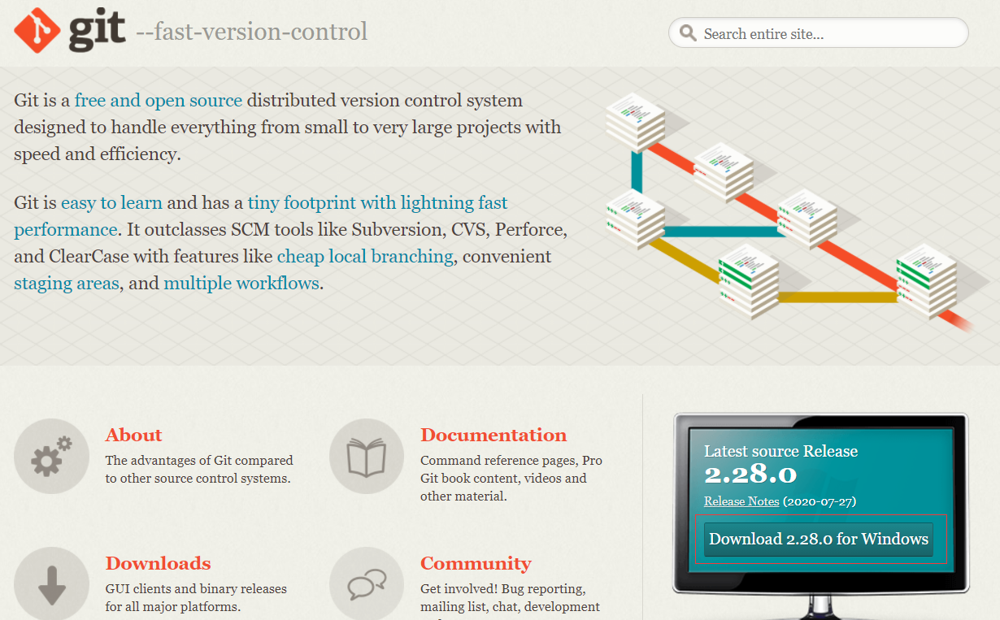 git --fast-version-control
Search entire site...
Git is a free and open source distributed version control system
designed to handle everything from small to very large projects with
speed and efficiency.
Git is easy to learn and has a tiny footprint with lightning fast
performance. It outclasses SCM tools like Subversion, CVS, Perforce,
and ClearCase with features like cheap local branching, convenient
staging areas, and multiple workflows.
About
The advantages of Git compared
to other source control systems.
Documentation
Command reference pages, Pro
Git book content, videos and
other material.
Downloads
GUI clients and binary releases
for all major platforms.
Community
Get involved! Bug reporting,
mailing list, chat, development
Latest source Release
2.28.0
Release Notes (2020-07-27)
Download 2.28.0 for Windows